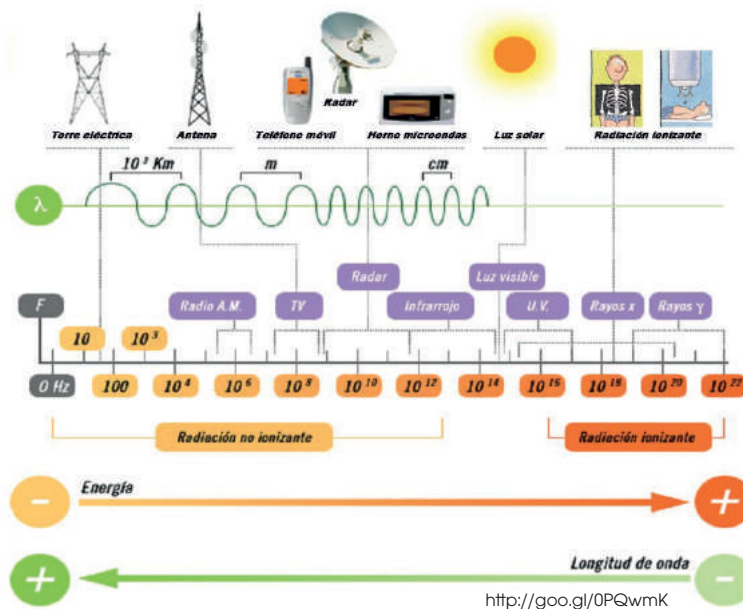 Radar
Torre eléctrica Antena Teléfono móvil Horno microondas Luz solar Radiación ionizante
10³ Km m cm
λ
Radar Luz visible
F Radio A.M. TV Infrarrojo U.V. Rayos x Rayos γ
10 10³
0 Hz 100 10⁴ 10⁶ 10⁸ 10¹⁰ 10¹² 10¹⁴ 10¹⁶ 10¹⁸ 10²⁰ 10²²
Radiación no ionizante Radiación ionizante
- Energía +
+ Longitud de onda -
http://goo.gl/0PQwmK